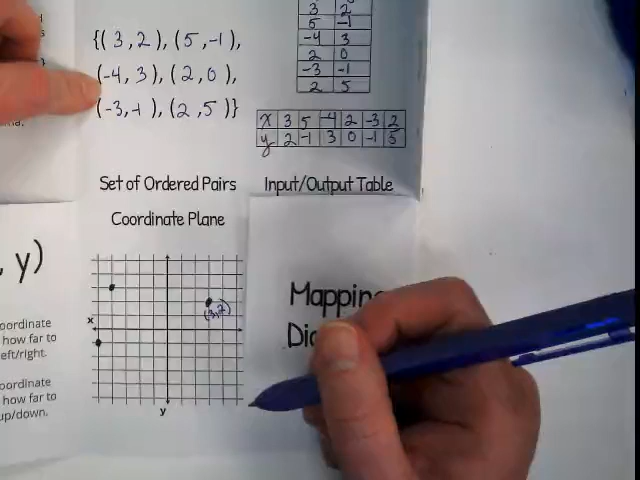 {( 3, 2 ), (5, -1),
(-4, 3), (2, 0),
(-3, -1), (2, 5)}
3 2
5 -1
-4 3
2 0
-3 -1
2 5
x 3 5 -4 2 -3 2
y 2 -1 3 0 -1 5
Set of Ordered Pairs
Input/Output Table
Coordinate Plane
, y)
oordinate
how far to
eft/right.
oordinate
how far to
up/down.
x
(3,2)
y
Mapping